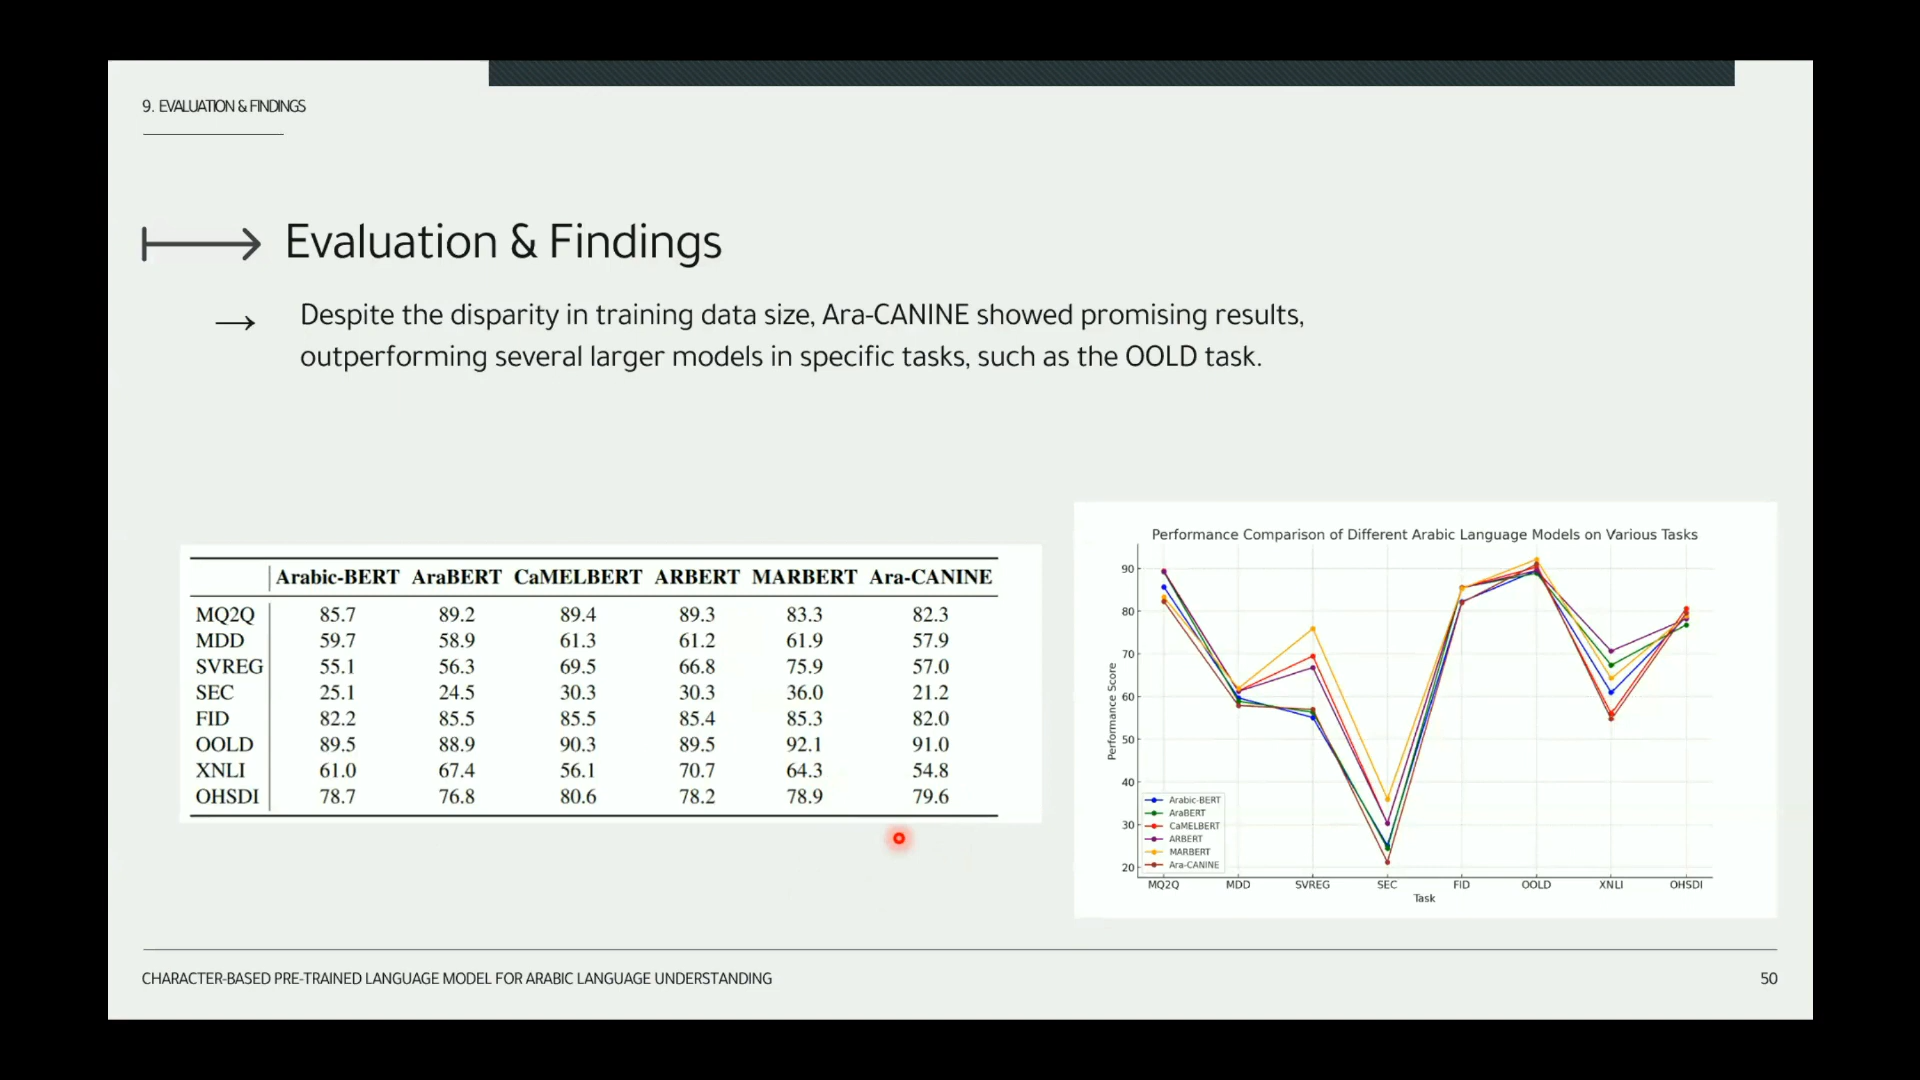 9. EVALUATION & FINDINGS
Evaluation & Findings
Despite the disparity in training data size, Ara-CANINE showed promising results,
outperforming several larger models in specific tasks, such as the OOLD task.
Arabic-BERT AraBERT CaMELBERT ARBERT MARBERT Ara-CANINE
MQ2Q 85.7 89.2 89.4 89.3 83.3 82.3
MDD 59.7 58.9 61.3 61.2 61.9 57.9
SVREG 55.1 56.3 69.5 66.8 75.9 57.0
SEC 25.1 24.5 30.3 30.3 36.0 21.2
FID 82.2 85.5 85.5 85.4 85.3 82.0
OOLD 89.5 88.9 90.3 89.5 92.1 91.0
XNLI 61.0 67.4 56.1 70.7 64.3 54.8
OHSDI 78.7 76.8 80.6 78.2 78.9 79.6
Performance Comparison of Different Arabic Language Models on Various Tasks
Performance Score
90
80
70
60
50
40
30
20
Arabic-BERT
AraBERT
CaMELBERT
ARBERT
MARBERT
Ara-CANINE
MQ2Q MDD SVREG SEC FID OOLD XNLI OHSDI
Task
CHARACTER-BASED PRE-TRAINED LANGUAGE MODEL FOR ARABIC LANGUAGE UNDERSTANDING
50